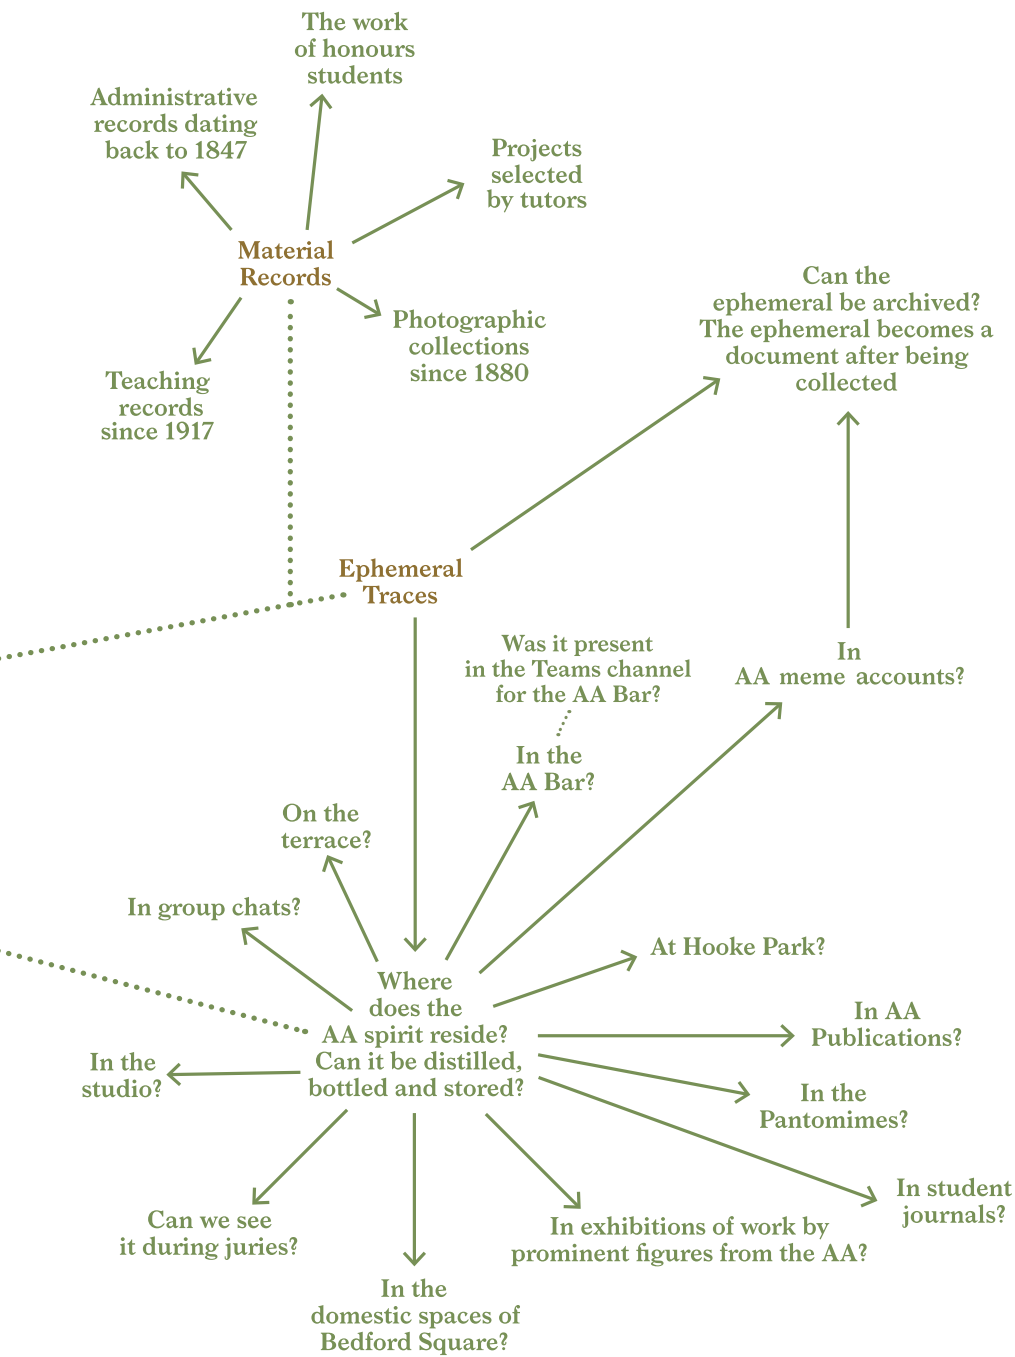 The work
of honours
students
Administrative
records dating
back to 1847
Projects
selected
by tutors
Material
Records
Photographic
collections
since 1880
Teaching
records
since 1917
Can the
ephemeral be archived?
The ephemeral becomes a
document after being
collected
Ephemeral
Traces
Was it present
in the Teams channel
for the AA Bar?
In
AA meme accounts?
In the
AA Bar?
On the
terrace?
In group chats?
At Hooke Park?
Where
does the
AA spirit reside?
Can it be distilled,
bottled and stored?
In AA
Publications?
In the
studio?
In the
Pantomimes?
In student
journals?
Can we see
it during juries?
In exhibitions of work by
prominent figures from the AA?
In the
domestic spaces of
Bedford Square?